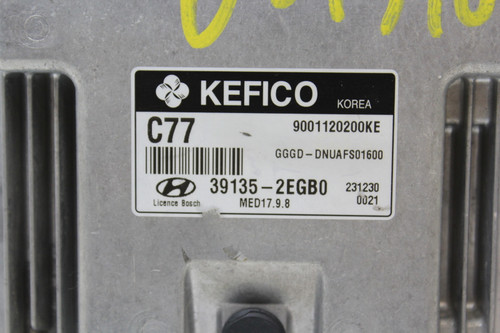 KEFICO KOREA
C77 9001120200KE
GGGD-DNUAFS01600
39135-2EGB0 231230
Licence Bosch MED17.9.8 0021